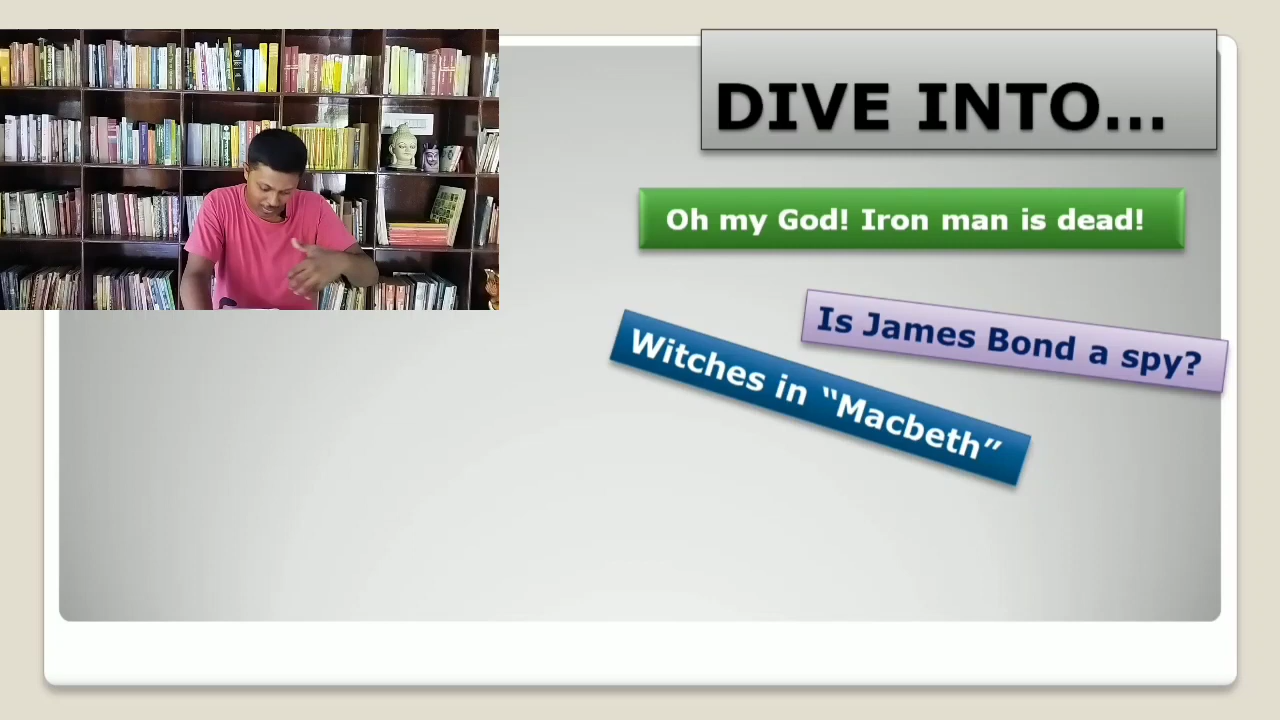 DIVE INTO...
Oh my God! Iron man is dead!
Is James Bond a spy?
Witches in “Macbeth”